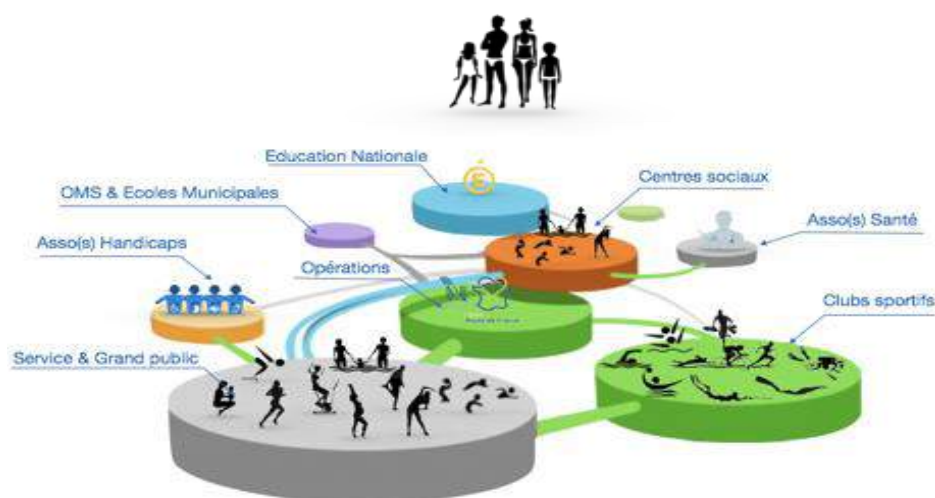 Education Nationale
Centres sociaux
OMS & Ecoles Municipales
Asso(s) Santé
Asso(s) Handicaps
Opérations
Clubs sportifs
Service & Grand public